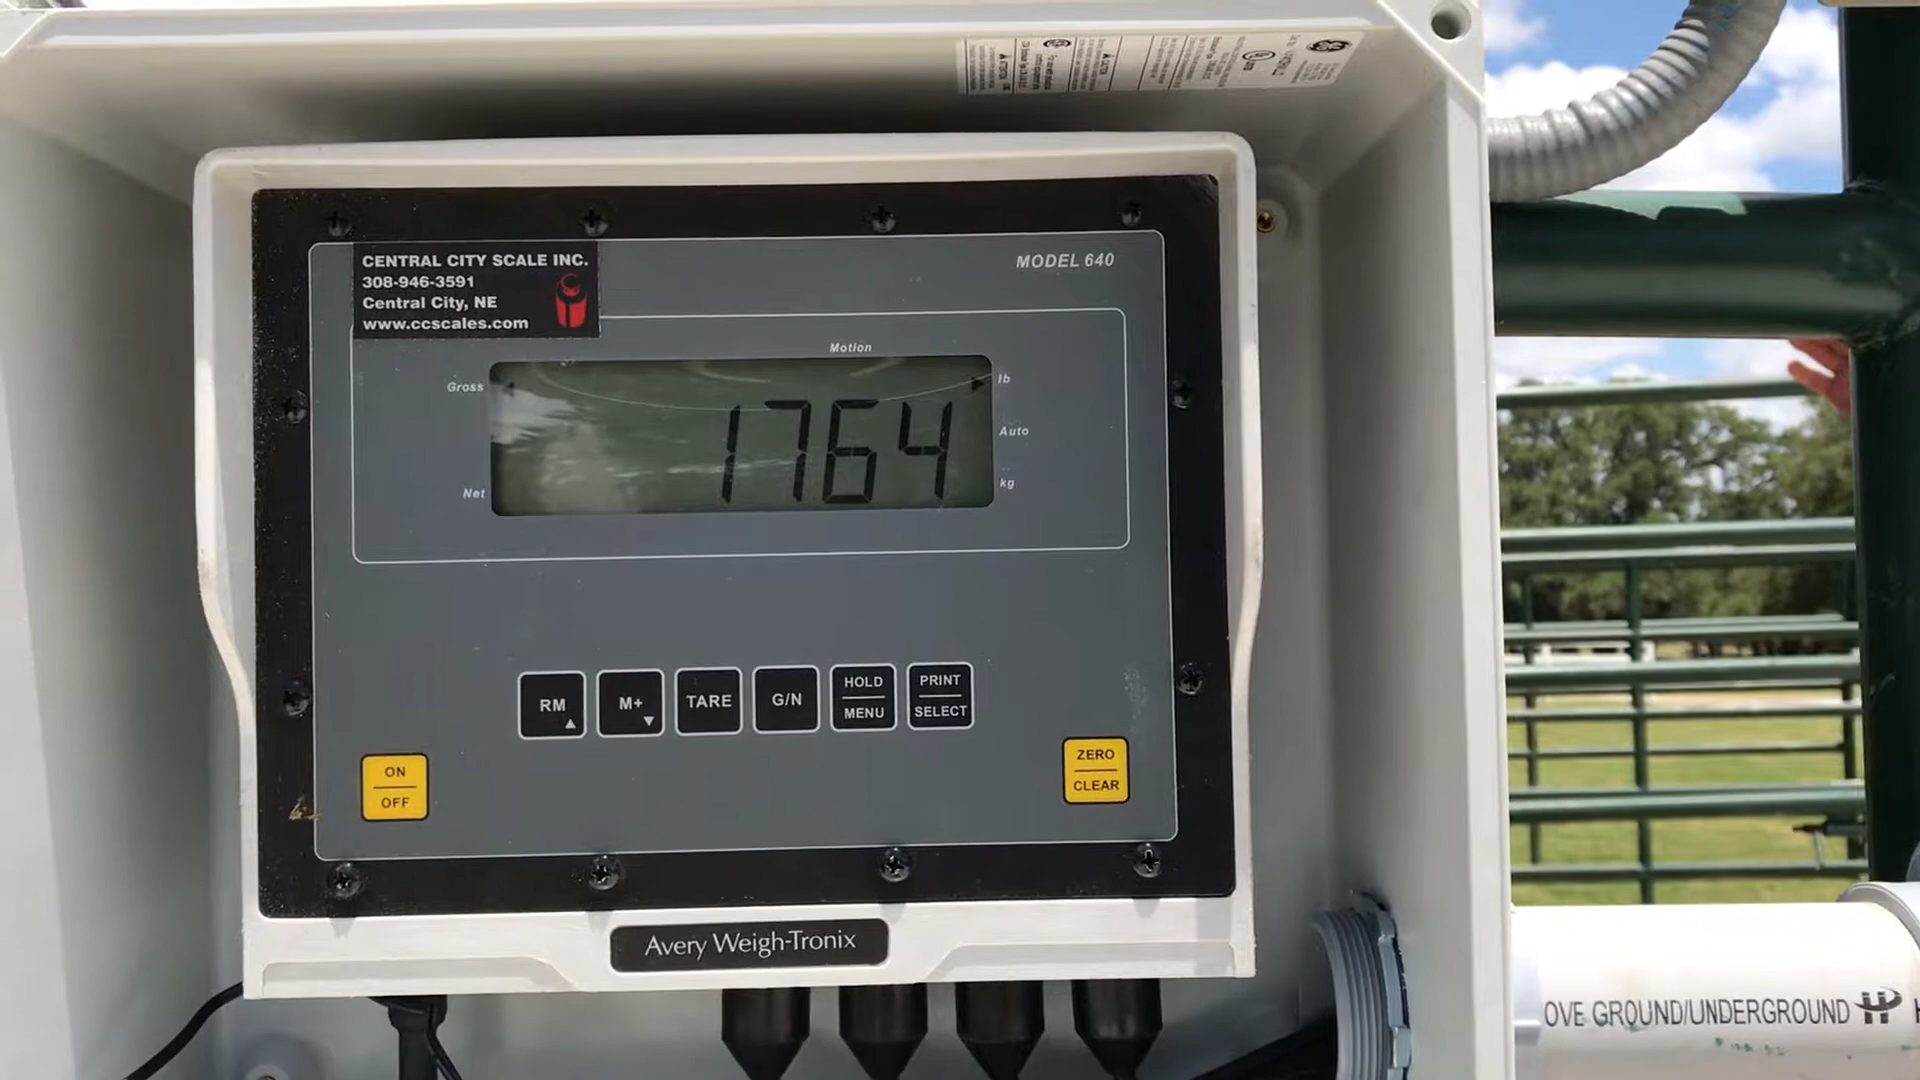 CENTRAL CITY SCALE INC.
308-946-3591
Central City, NE
www.ccscales.com
MODEL 640
Motion
Gross
lb
1764
Auto
Net
kg
RM
M+
TARE
G/N
HOLD
MENU
PRINT
SELECT
ON
OFF
ZERO
CLEAR
Avery Weigh-Tronix
OVE GROUND/UNDERGROUND